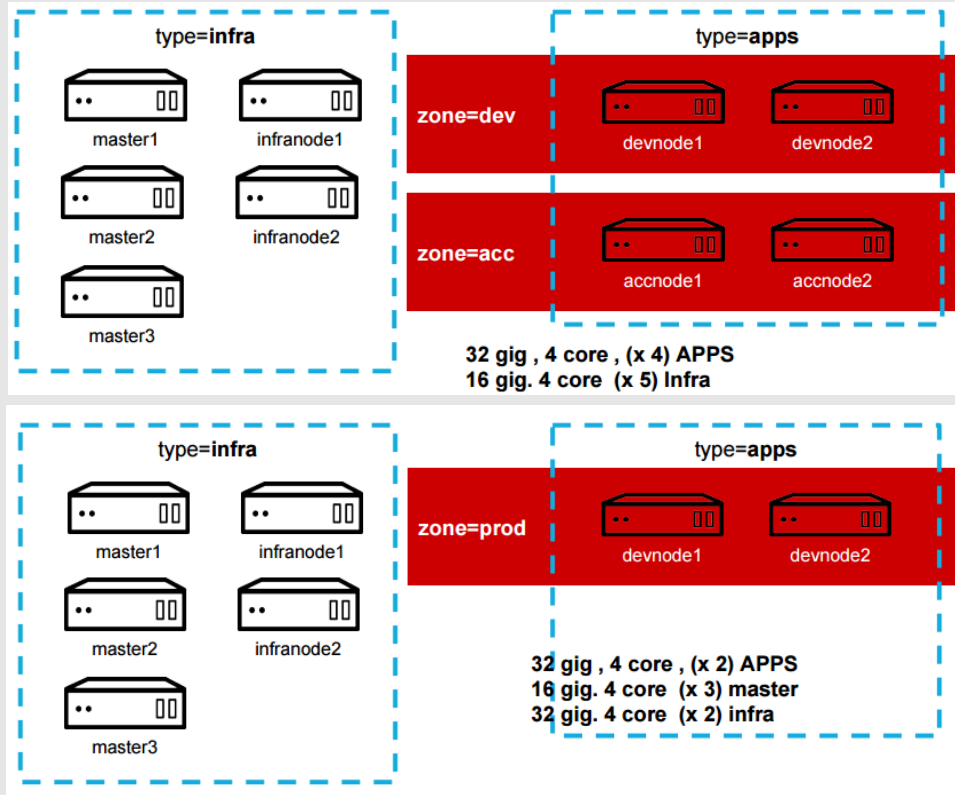 type=infra
master1
infranode1
master2
infranode2
master3
type=apps
zone=dev
devnode1
devnode2
zone=acc
accnode1
accnode2
32 gig , 4 core , (x 4) APPS
16 gig. 4 core (x 5) Infra
type=infra
master1
infranode1
master2
infranode2
master3
type=apps
zone=prod
devnode1
devnode2
32 gig , 4 core , (x 2) APPS
16 gig. 4 core (x 3) master
32 gig. 4 core (x 2) infra